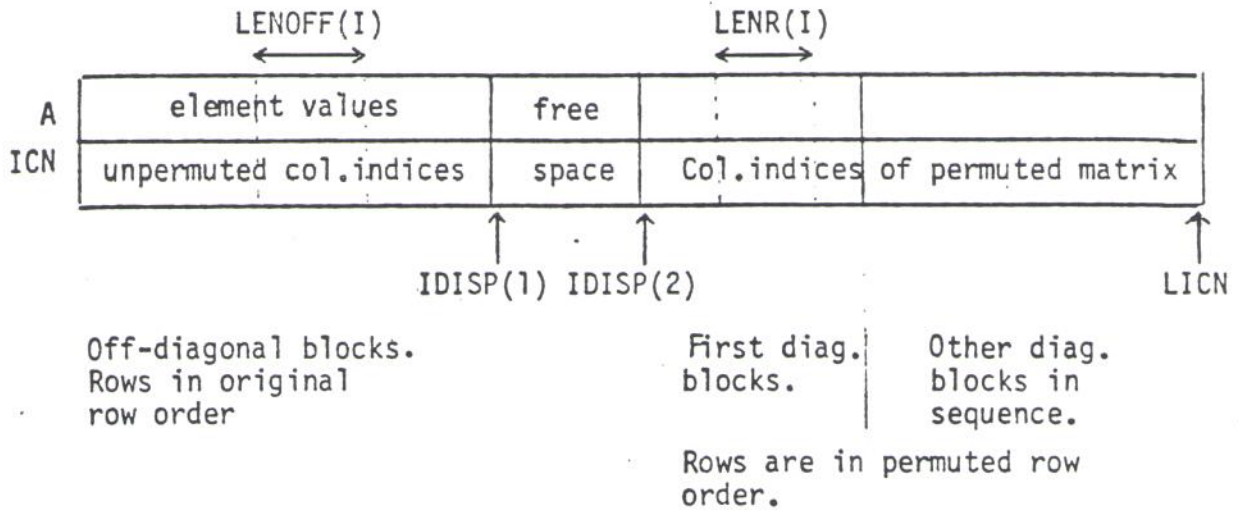 LENOFF(I) LENR(I)
A element values free
ICN unpermuted col.indices space Col.indices of permuted matrix
IDISP(1) IDISP(2) LICN
Off-diagonal blocks. First diag. Other diag.
Rows in original blocks. blocks in
row order sequence.
Rows are in permuted row
order.